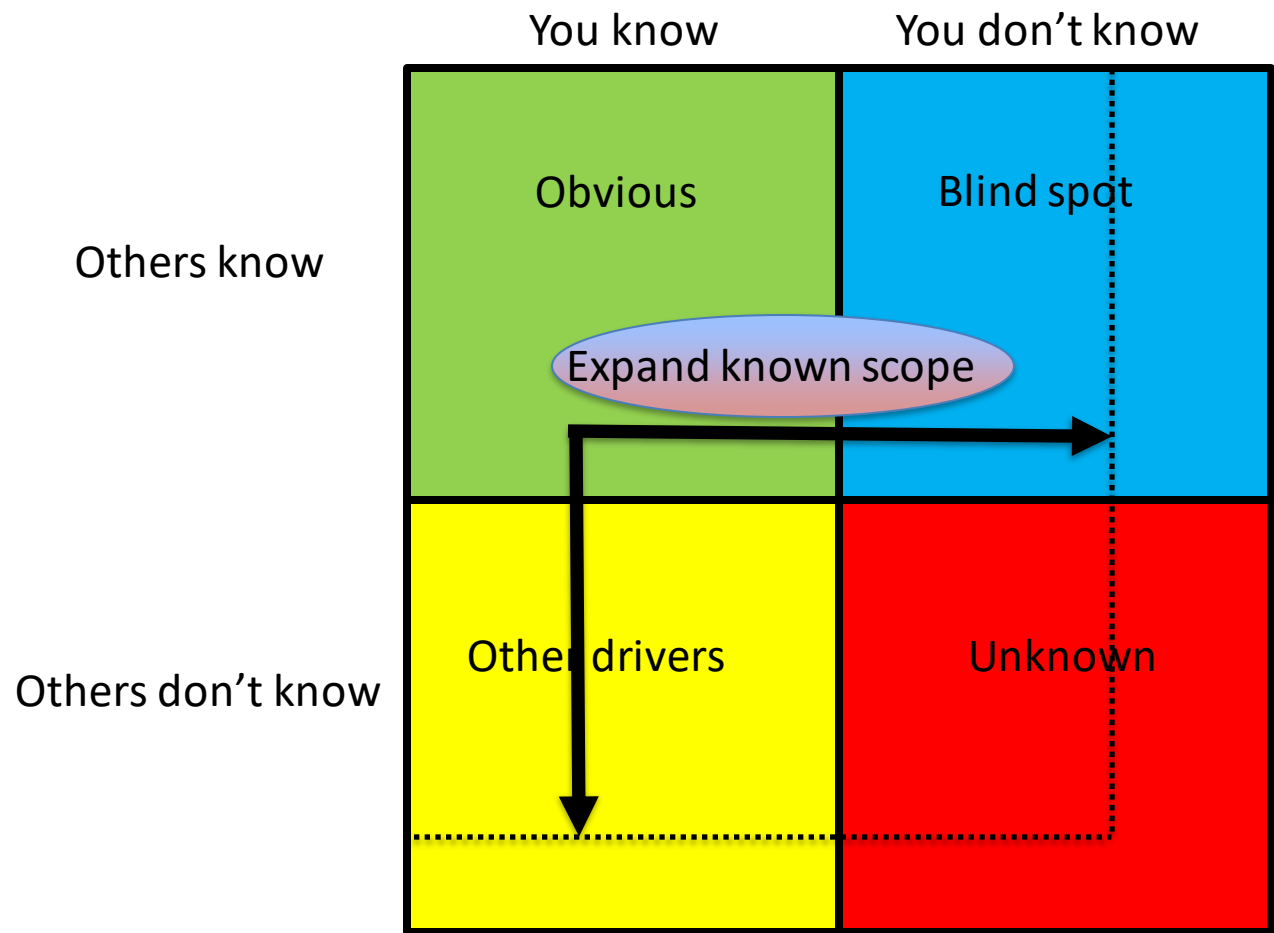 You know
You don’t know
Obvious
Blind spot
Others know
Expand known scope
Other drivers
Unknown
Others don’t know